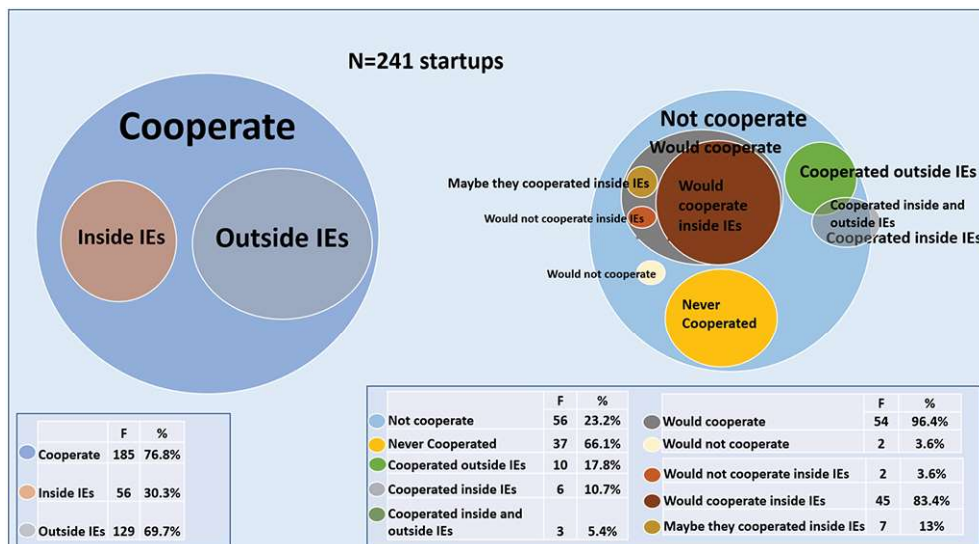 N=241 startups
Cooperate
Inside IEs
Outside IEs
Not cooperate
Would cooperate
Maybe they cooperated inside IEs
Would
cooperate
inside IEs
Would not cooperate inside IEs
Would not cooperate
Never
Cooperated
Cooperated outside IEs
Cooperated inside and
outside IEs
Cooperated inside IEs
F %
Cooperate 185 76.8%
Inside IEs 56 30.3%
Outside IEs 129 69.7%
F %
Not cooperate 56 23.2%
Never Cooperated 37 66.1%
Cooperated outside IEs 10 17.8%
Cooperated inside IEs 6 10.7%
Cooperated inside and
outside IEs 3 5.4%
F %
Would cooperate 54 96.4%
Would not cooperate 2 3.6%
Would not cooperate inside IEs 2 3.6%
Would cooperate inside IEs 45 83.4%
Maybe they cooperated inside IEs 7 13%